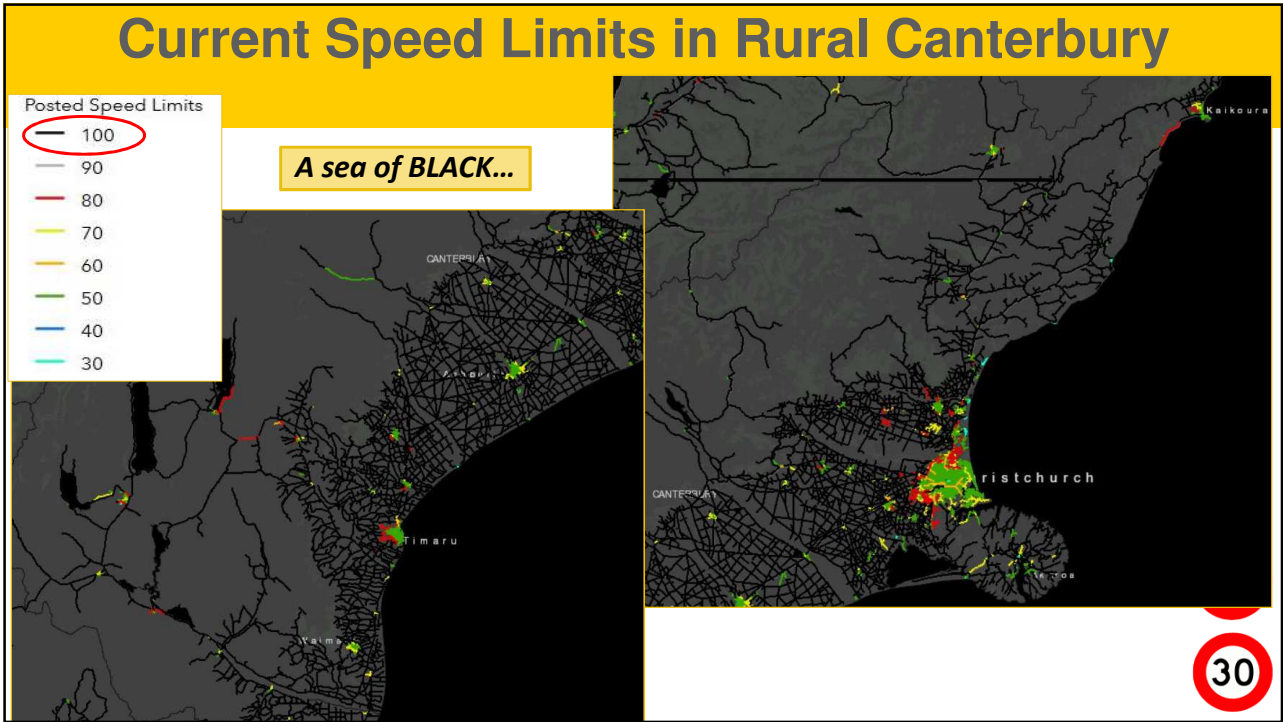 Current Speed Limits in Rural Canterbury
Posted Speed Limits
100
90
80
70
60
50
40
30
A sea of BLACK...
CANTERBURY
Timaru
Waima
Kaikoura
ristchurch
CANTERBURY
30